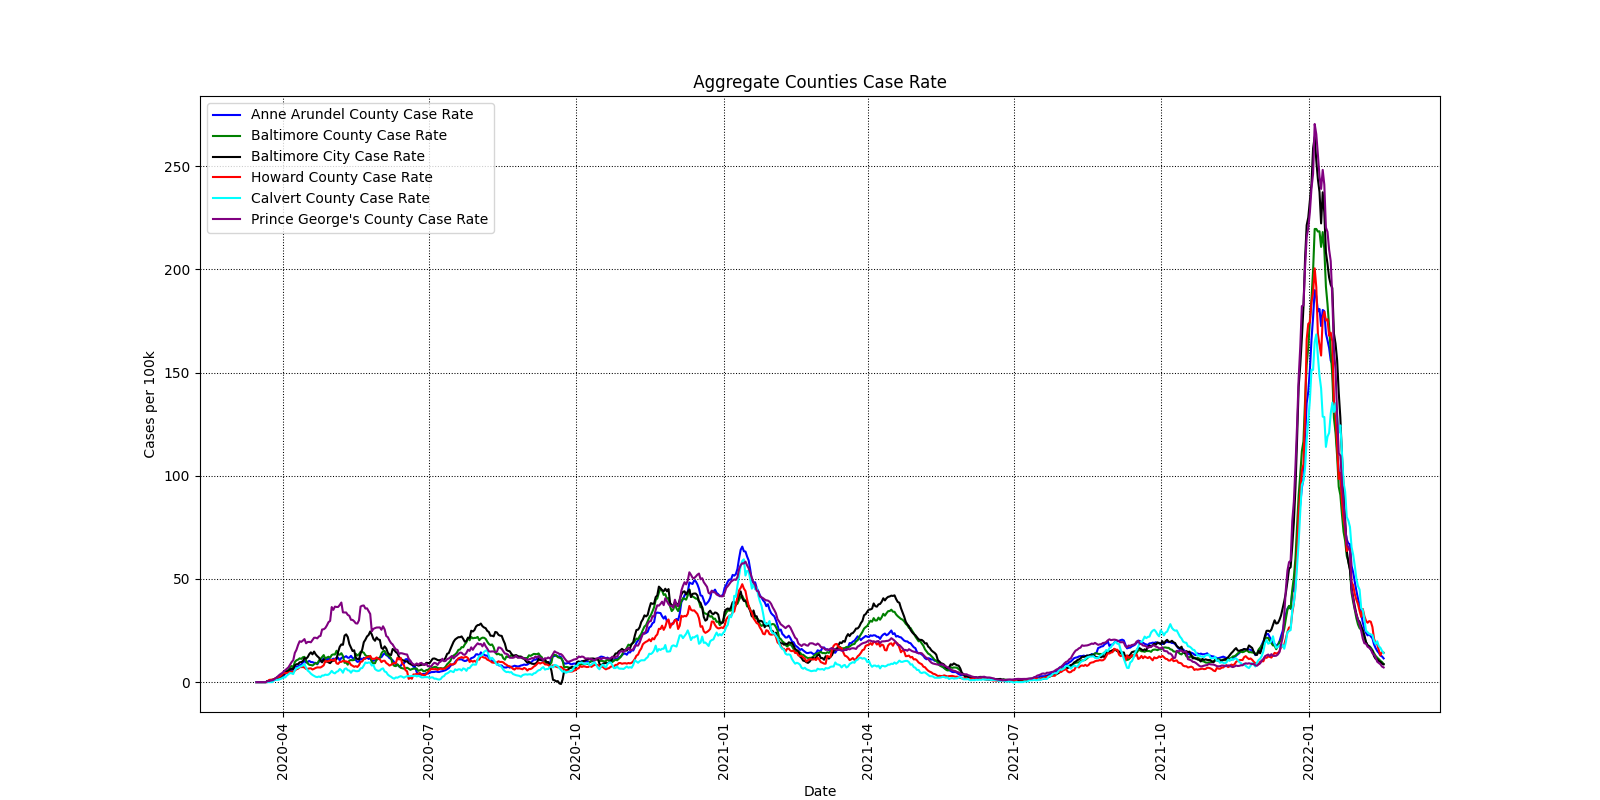 Aggregate Counties Case Rate
Anne Arundel County Case Rate
Baltimore County Case Rate
Baltimore City Case Rate
Howard County Case Rate
Calvert County Case Rate
Prince George's County Case Rate
250
200
150
100
50
0
Cases per 100k
2020-04
2020-07
2020-10
2021-01
2021-04
2021-07
2021-10
2022-01
Date